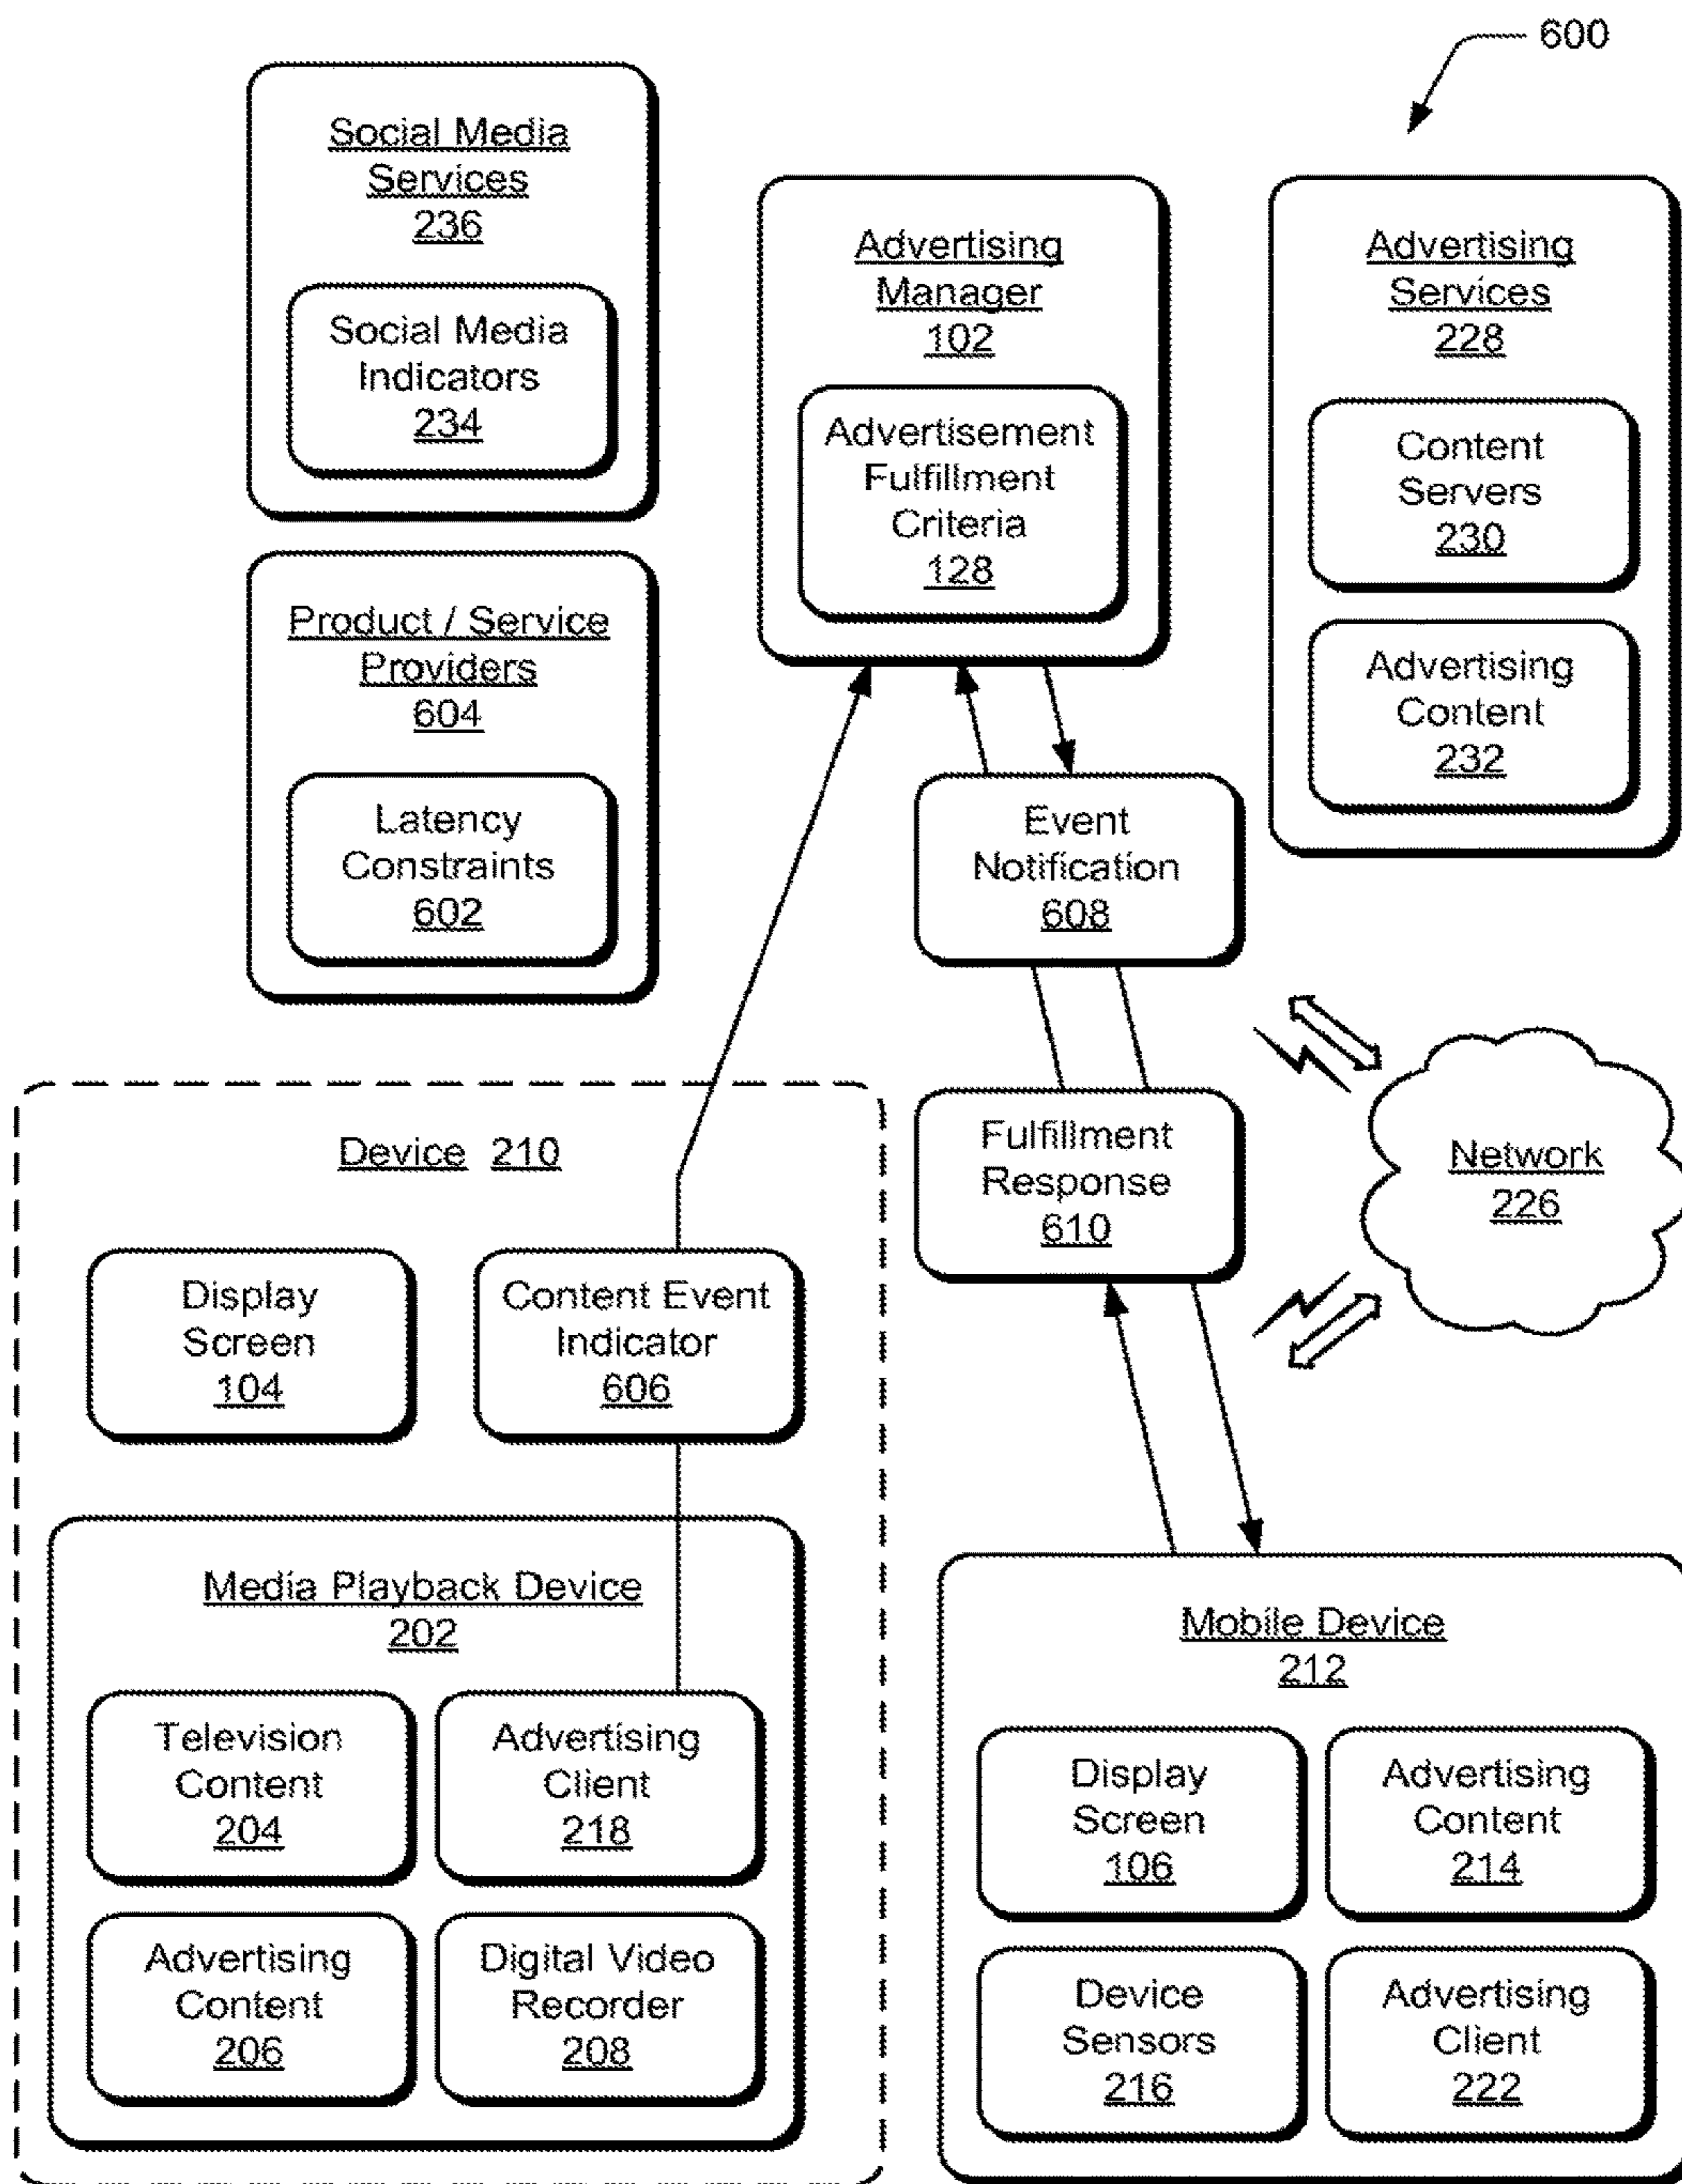 600
Social Media
Services
236
Social Media
Indicators
234
Advertising
Manager
102
Advertisement
Fulfillment
Criteria
128
Advertising
Services
228
Content
Servers
230
Advertising
Content
232
Product / Service
Providers
604
Latency
Constraints
602
Event
Notification
608
Fulfillment
Response
610
Network
226
Device 210
Display
Screen
104
Content Event
Indicator
606
Media Playback Device
202
Television
Content
204
Advertising
Client
218
Advertising
Content
206
Digital Video
Recorder
208
Mobile Device
212
Display
Screen
106
Advertising
Content
214
Device
Sensors
216
Advertising
Client
222